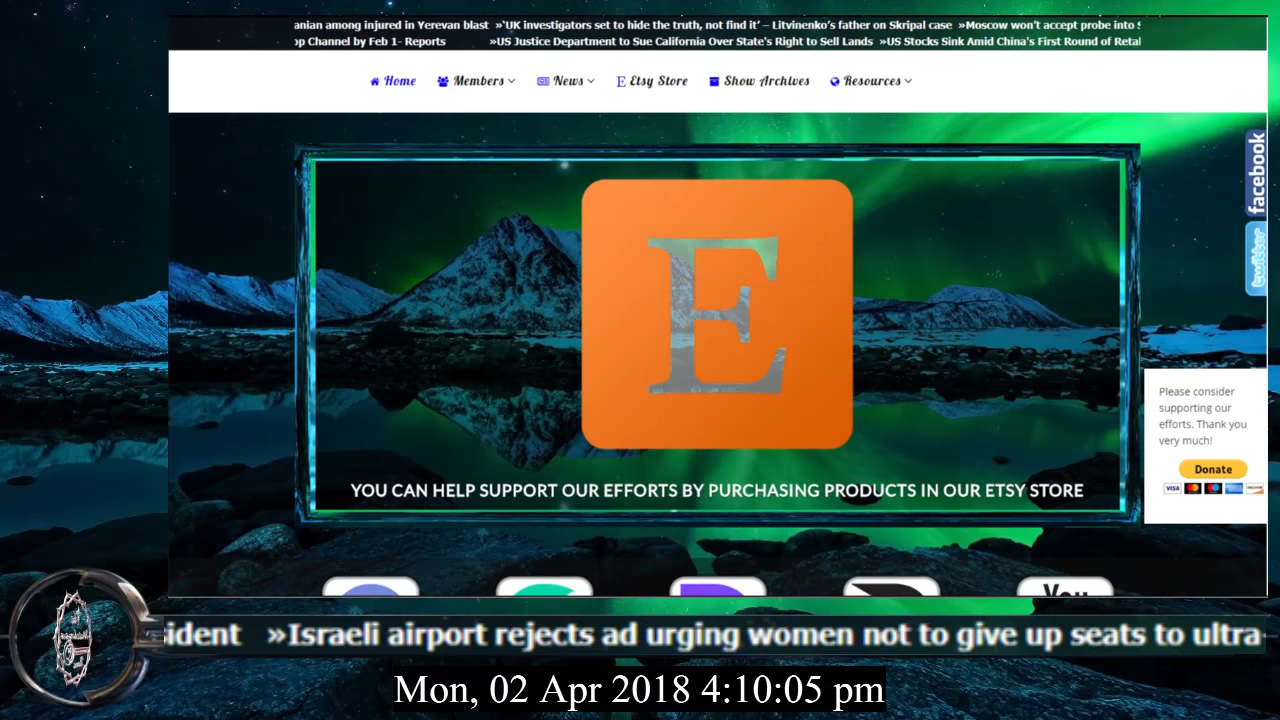 anian among injured in Yerevan blast »'UK investigators set to hide the truth, not find it' – Litvinenko's father on Skripal case »Moscow won't accept probe into S
op Channel by Feb 1- Reports »US Justice Department to Sue California Over State's Right to Sell Lands »US Stocks Sink Amid China's First Round of Retal
Home Members News E Etsy Store Show Archives Resources
facebook
twitter
E
Please consider
supporting our
efforts. Thank you
very much!
Donate
VISA
YOU CAN HELP SUPPORT OUR EFFORTS BY PURCHASING PRODUCTS IN OUR ETSY STORE
You
sident »Israeli airport rejects ad urging women not to give up seats to ultra-
Mon, 02 Apr 2018 4:10:05 pm